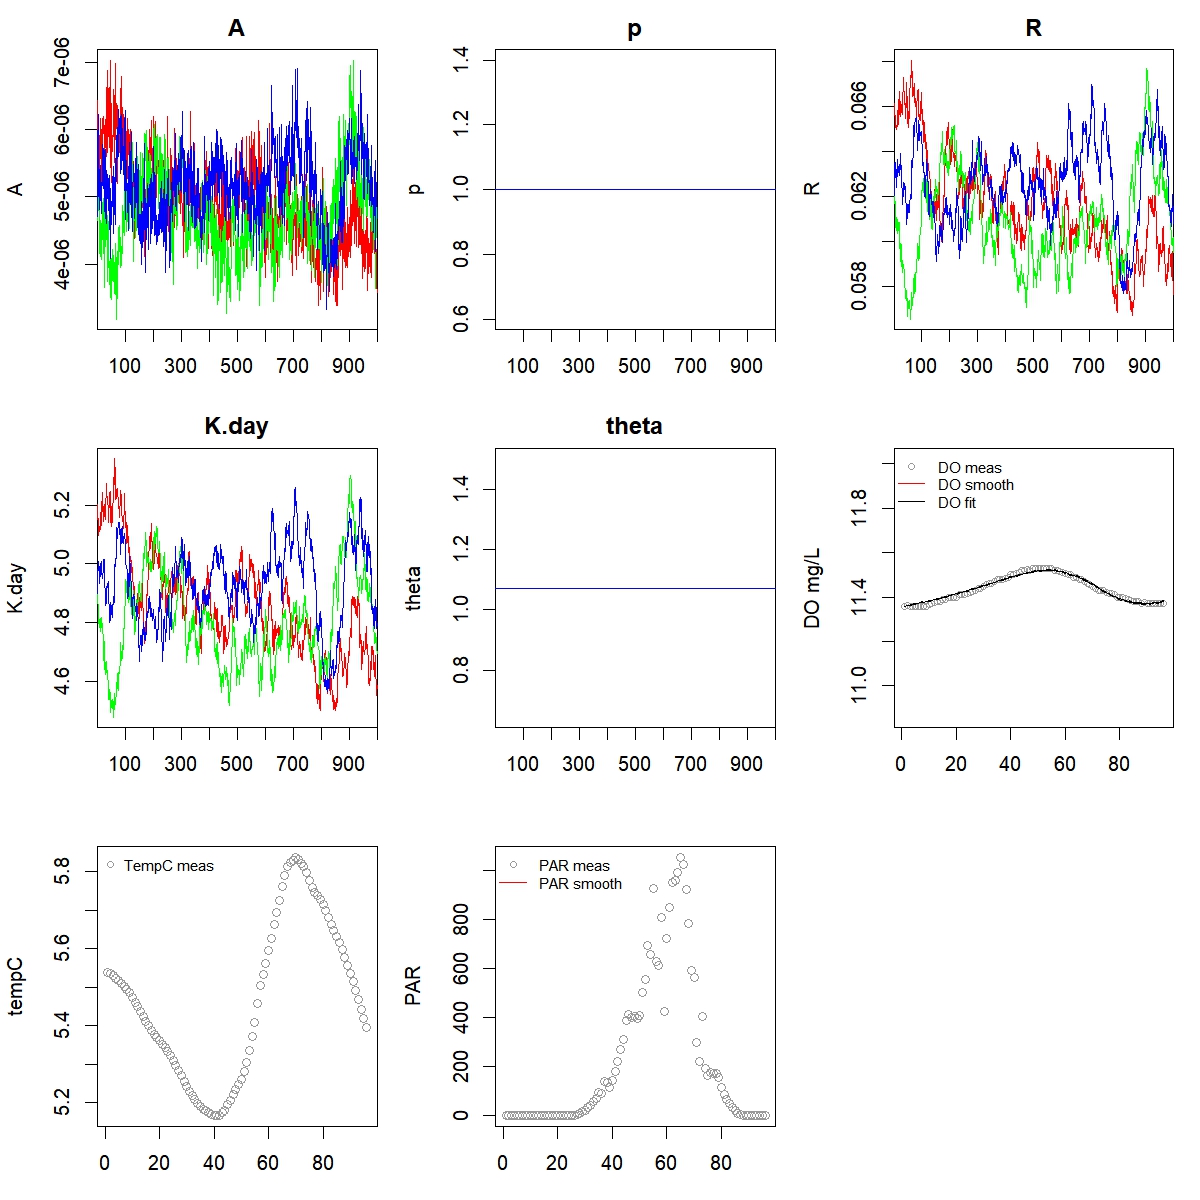 A
A
7e-06
6e-06
5e-06
4e-06
100 300 500 700 900
p
p
1.4
1.2
1.0
0.8
0.6
100 300 500 700 900
R
R
0.066
0.062
0.058
100 300 500 700 900
K.day
K.day
5.2
5.0
4.8
4.6
100 300 500 700 900
theta
theta
1.4
1.2
1.0
0.8
100 300 500 700 900
DO mg/L
11.8
11.4
11.0
DO meas
DO smooth
DO fit
0 20 40 60 80
tempC
5.8
5.6
5.4
5.2
TempC meas
0 20 40 60 80
PAR
800
600
400
200
0
PAR meas
PAR smooth
0 20 40 60 80